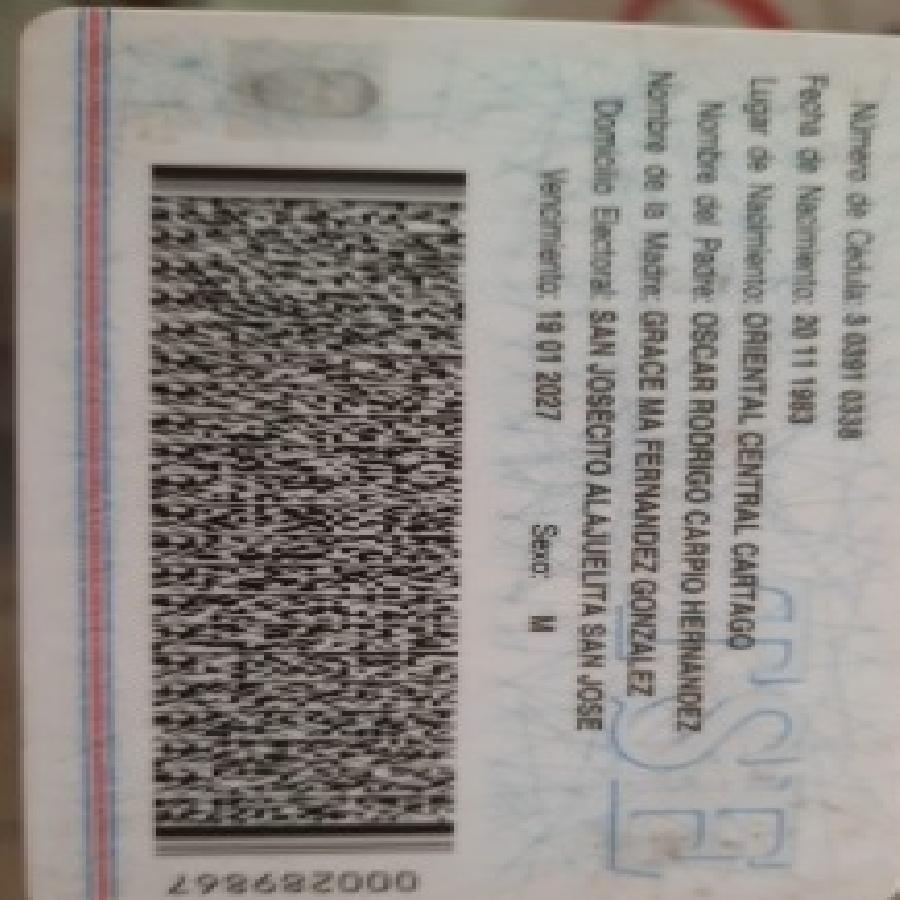 Número de Cédula: 3 0391 0338
Fecha de Nacimiento: 20 11 1983
Lugar de Nacimiento: ORIENTAL CENTRAL CARTAGO
Nombre del Padre: OSCAR RODRIGO CARPIO HERNANDEZ
Nombre de la Madre: GRACE MA FERNANDEZ GONZALEZ
Domicilio Electoral: SAN JOSECITO ALAJUELITA SAN JOSE
Vencimiento: 19 01 2027 Sexo: M
TSE
000289867